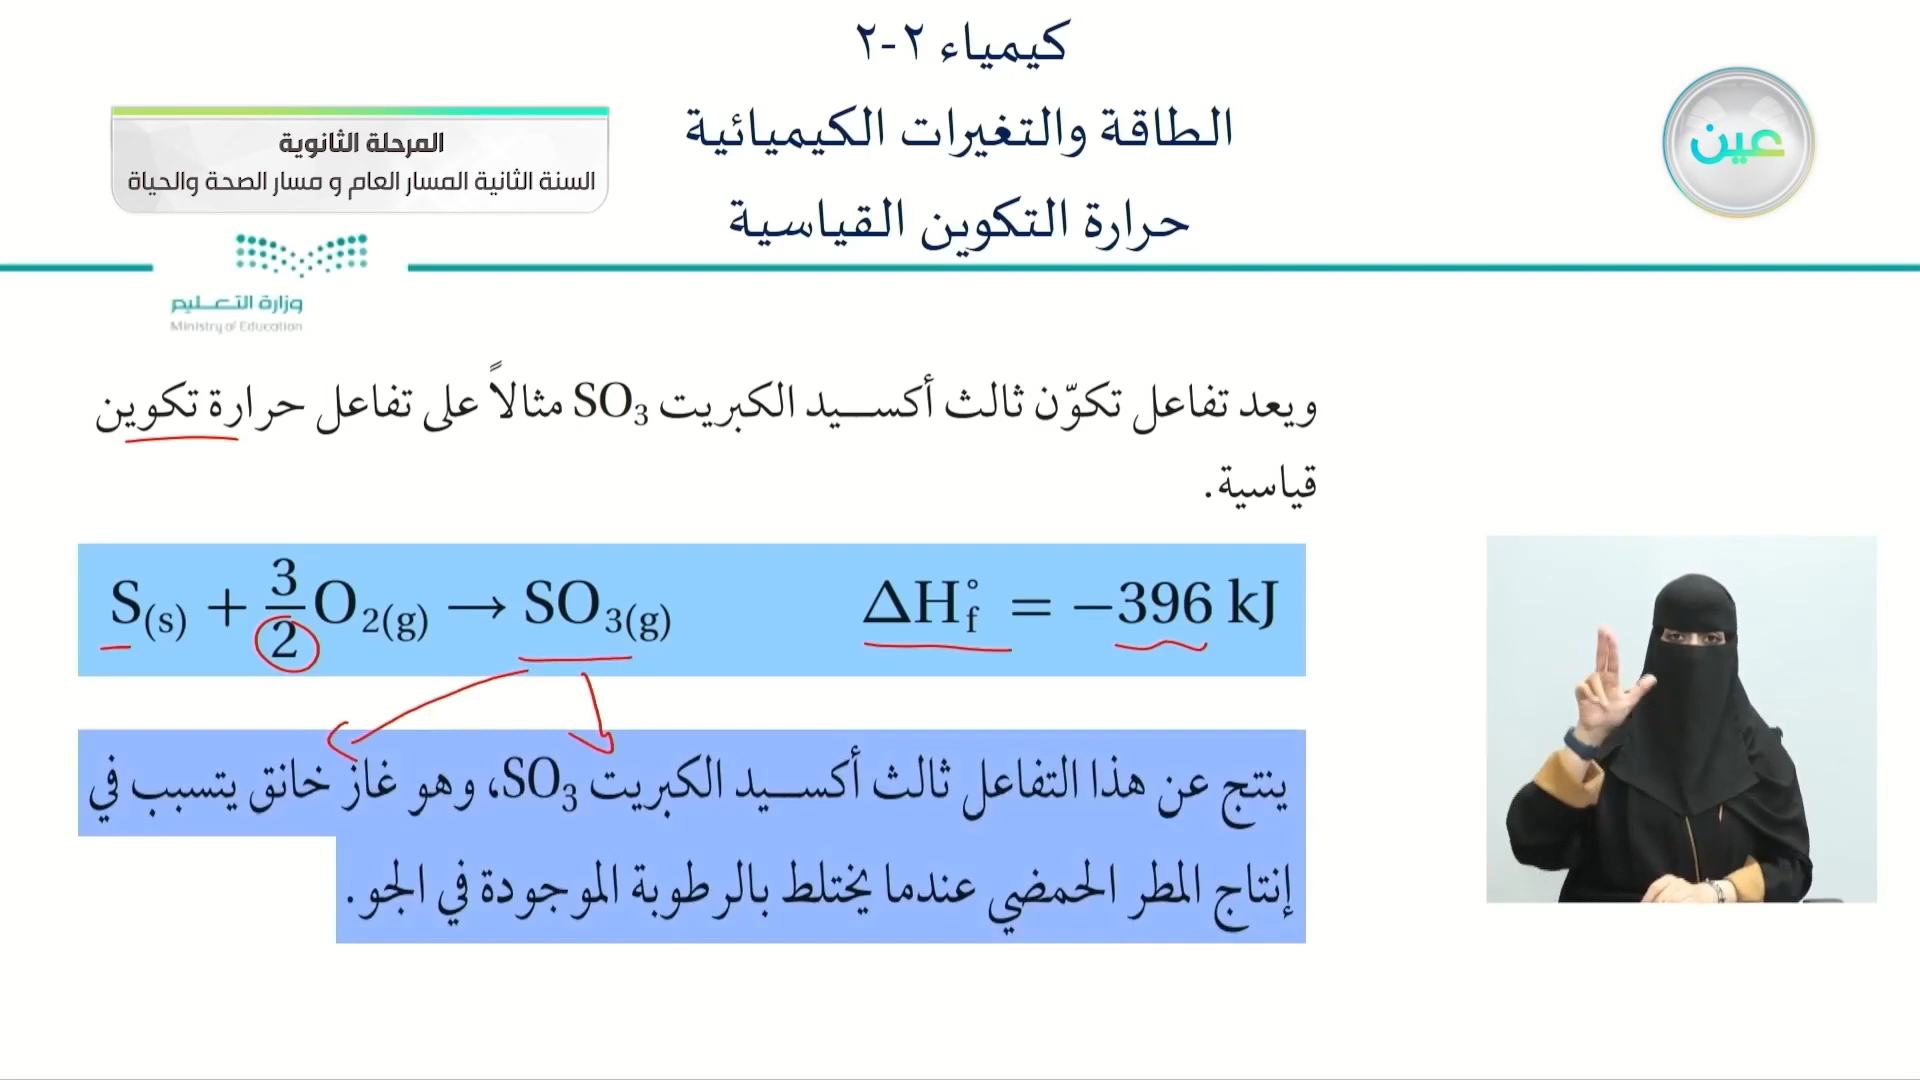 كيمياء ٢-٢
الطاقة والتغيرات الكيميائية
حرارة التكوين القياسية
عين
المرحلة الثانوية
السنة الثانية المسار العام و مسار الصحة والحياة
وزارة التعليم
Ministry of Education
ويعد تفاعل تكوّن ثالث أكسيد الكبريت SO₃ مثالاً على تفاعل حرارة تكوين
قياسية.
S(s) + 3/2 O₂(g) → SO₃(g) ΔH°f = −396 kJ
ينتج عن هذا التفاعل ثالث أكسيد الكبريت SO₃، وهو غاز خانق يتسبب في
إنتاج المطر الحمضي عندما يختلط بالرطوبة الموجودة في الجو.